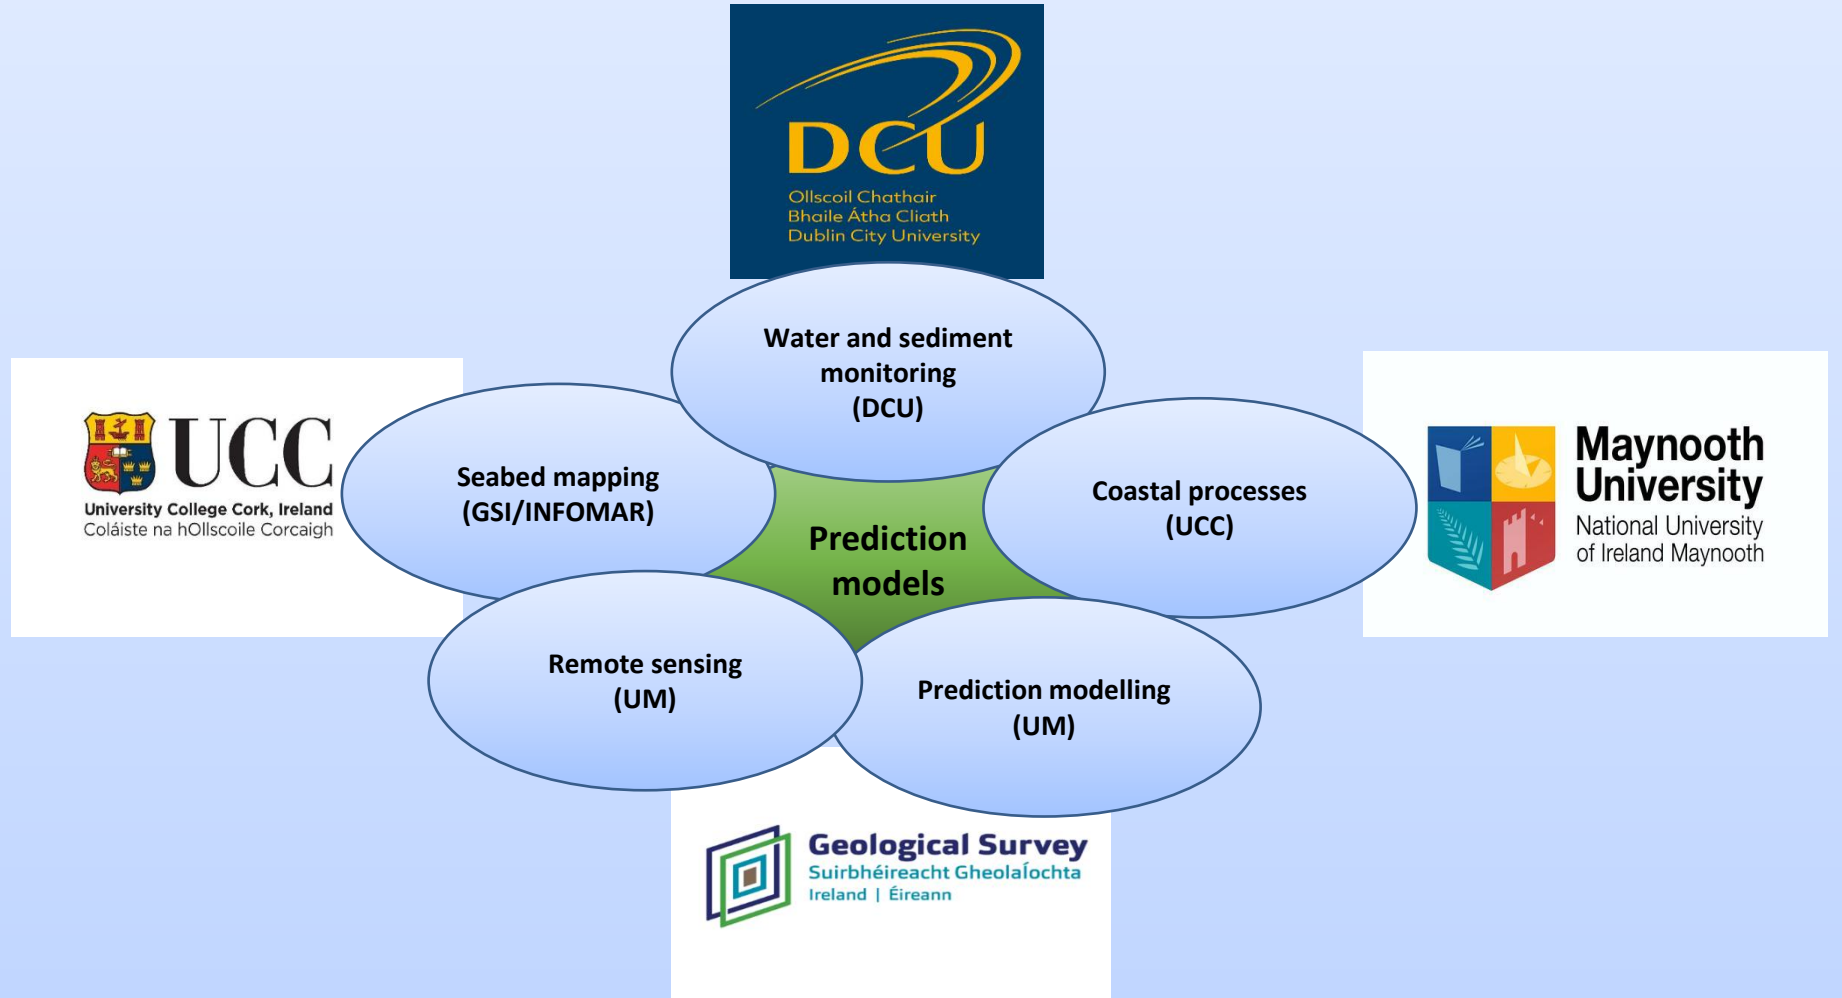 DCU
Ollscoil Chathair
Bhaile Átha Cliath
Dublin City University
Water and sediment
monitoring
(DCU)
UCC
University College Cork, Ireland
Coláiste na hOllscoile Corcaigh
Seabed mapping
(GSI/INFOMAR)
Prediction
models
Coastal processes
(UCC)
Maynooth
University
National University
of Ireland Maynooth
Remote sensing
(UM)
Prediction modelling
(UM)
Geological Survey
Suirbhéireacht Gheolaíochta
Ireland | Éireann